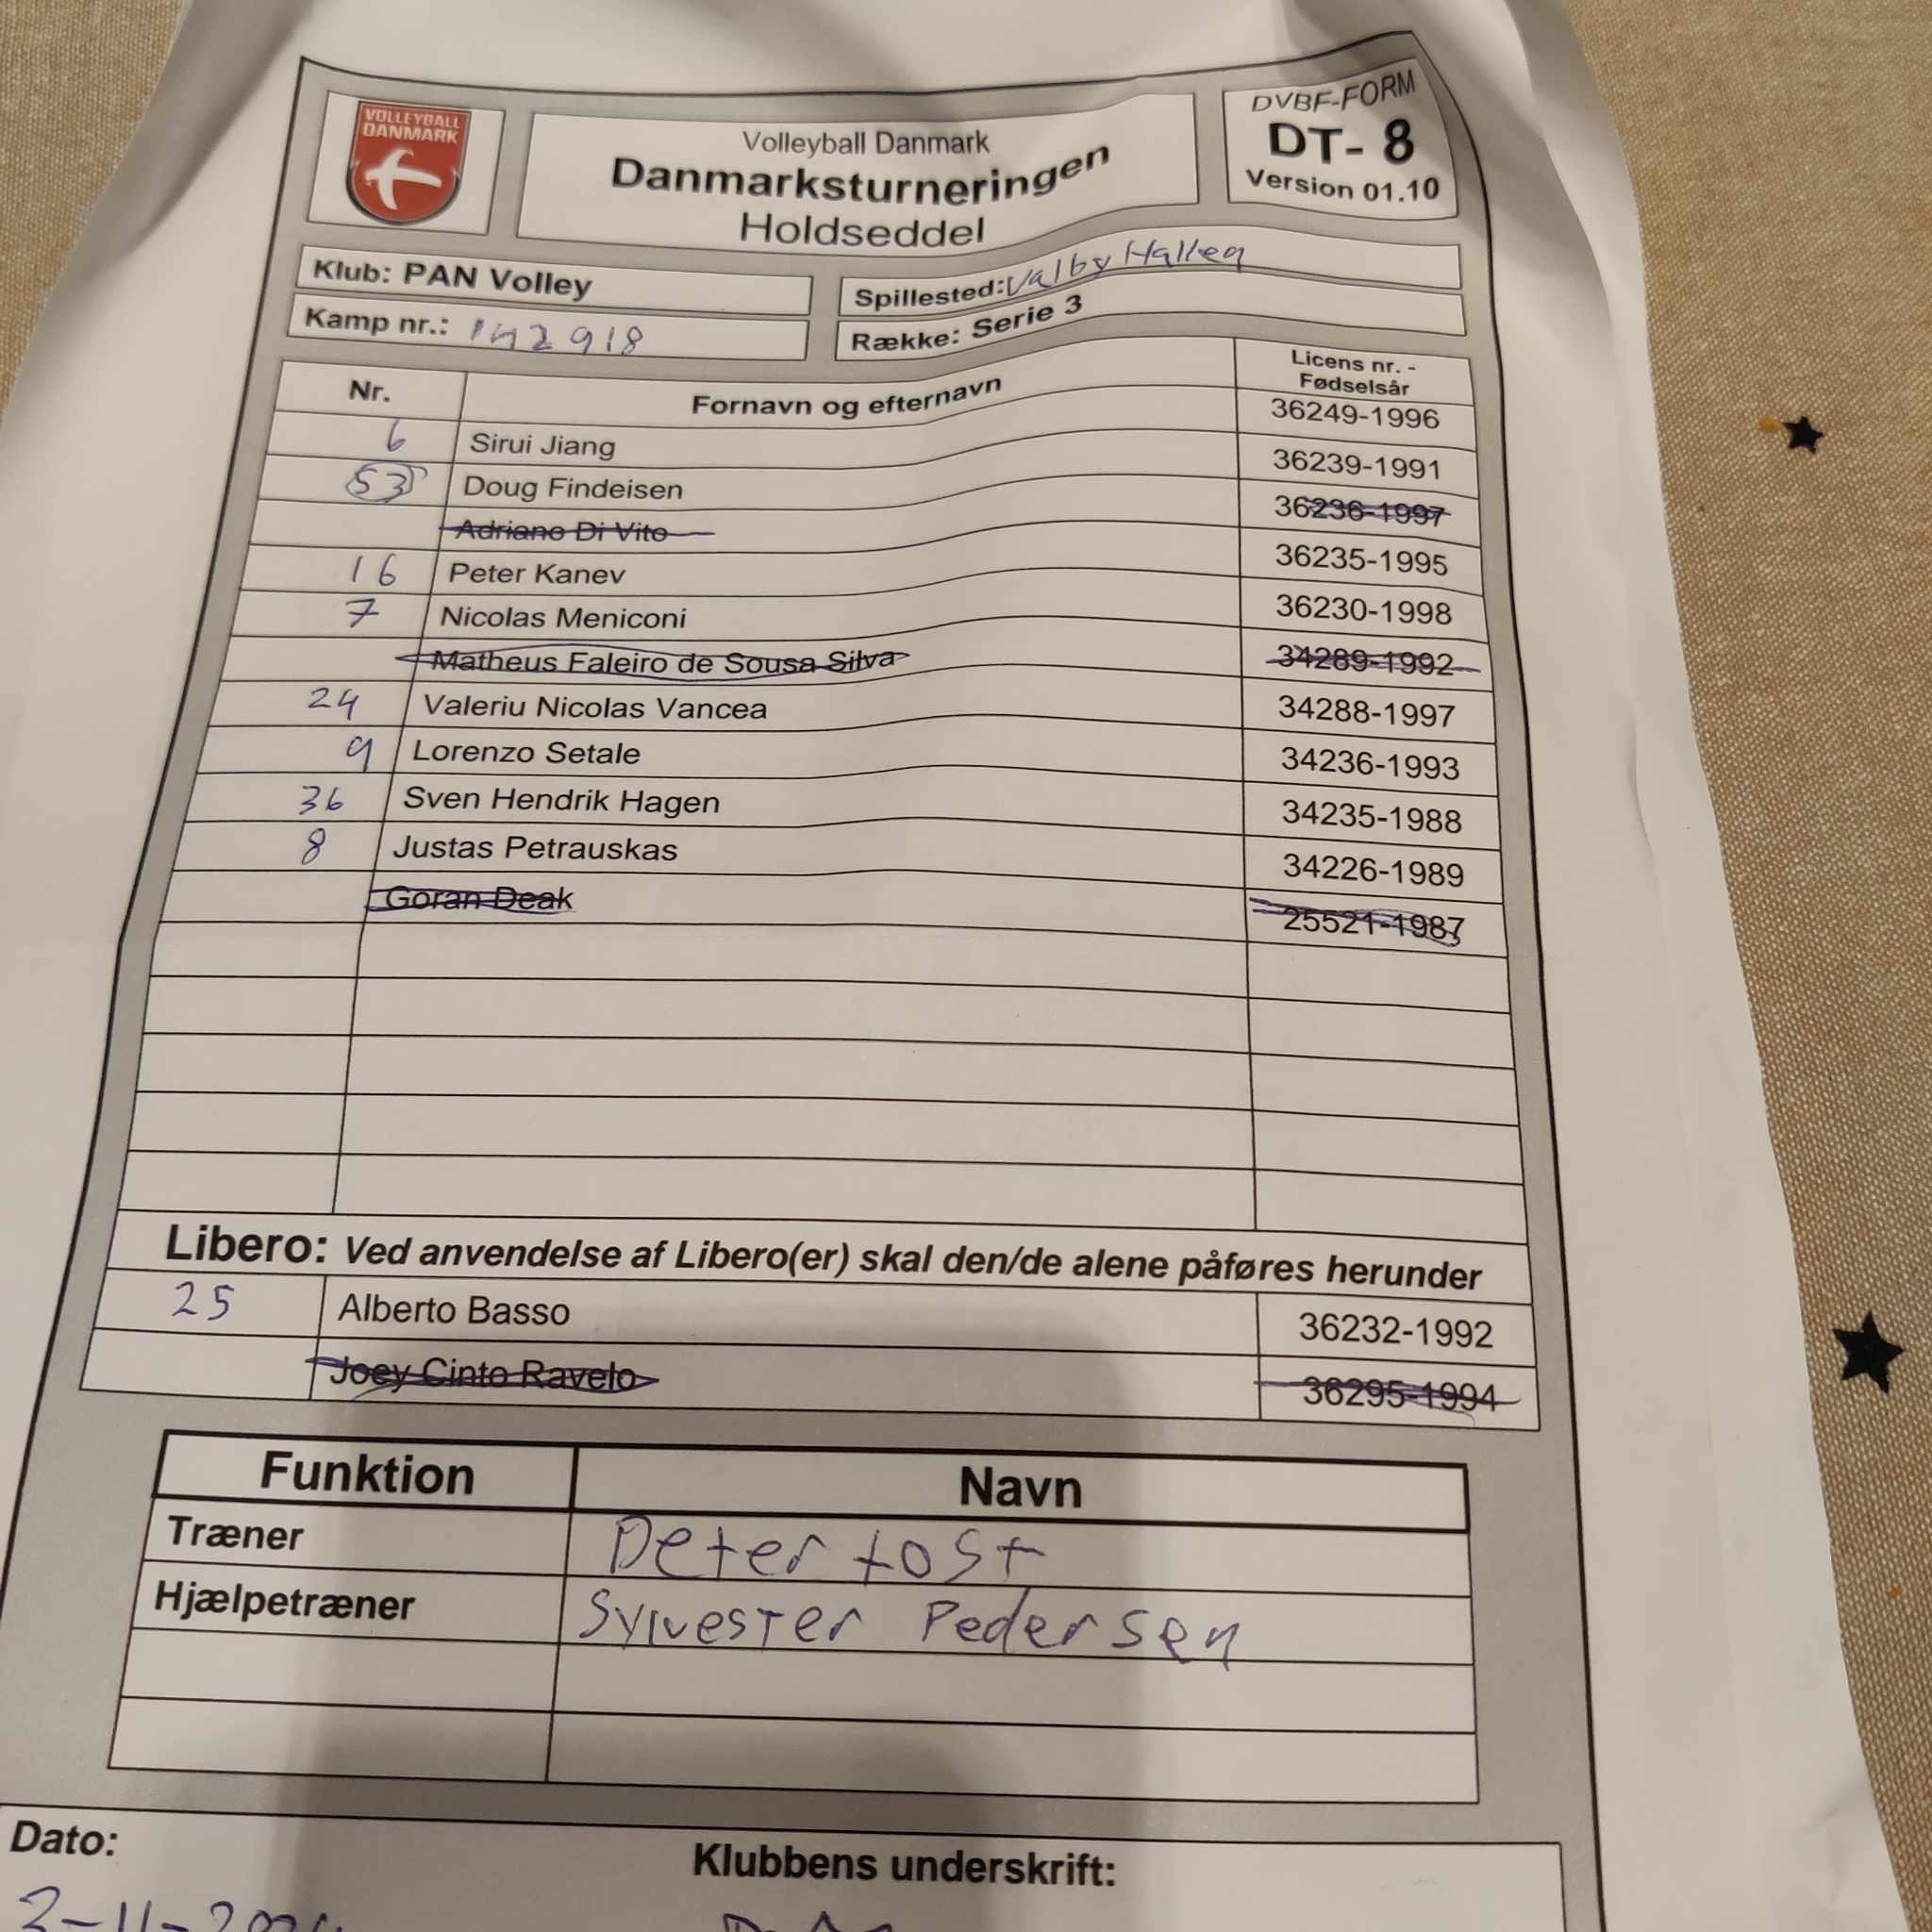 VOLLEYBALL
DANMARK
Volleyball Danmark
Danmarksturneringen
Holdseddel
DVBF-FORM
DT- 8
Version 01.10
Klub: PAN Volley
Spillested: Valby Hallen
Kamp nr.: 142918
Række: Serie 3
Nr. Fornavn og efternavn Licens nr. -
Fødselsår
6 Sirui Jiang 36249-1996
53 Doug Findeisen 36239-1991
Adriano Di Vito 36236-1997
16 Peter Kanev 36235-1995
7 Nicolas Meniconi 36230-1998
Matheus Faleiro de Sousa Silva 34289-1992
24 Valeriu Nicolas Vancea 34288-1997
9 Lorenzo Setale 34236-1993
36 Sven Hendrik Hagen 34235-1988
8 Justas Petrauskas 34226-1989
Goran Deak 25521-1987
Libero: Ved anvendelse af Libero(er) skal den/de alene påføres herunder
25 Alberto Basso 36232-1992
Joey Cinto Ravelo 36295-1994
Funktion Navn
Træner Peter tost
Hjælpetræner Sylvester Pedersen
Dato:
Klubbens underskrift: